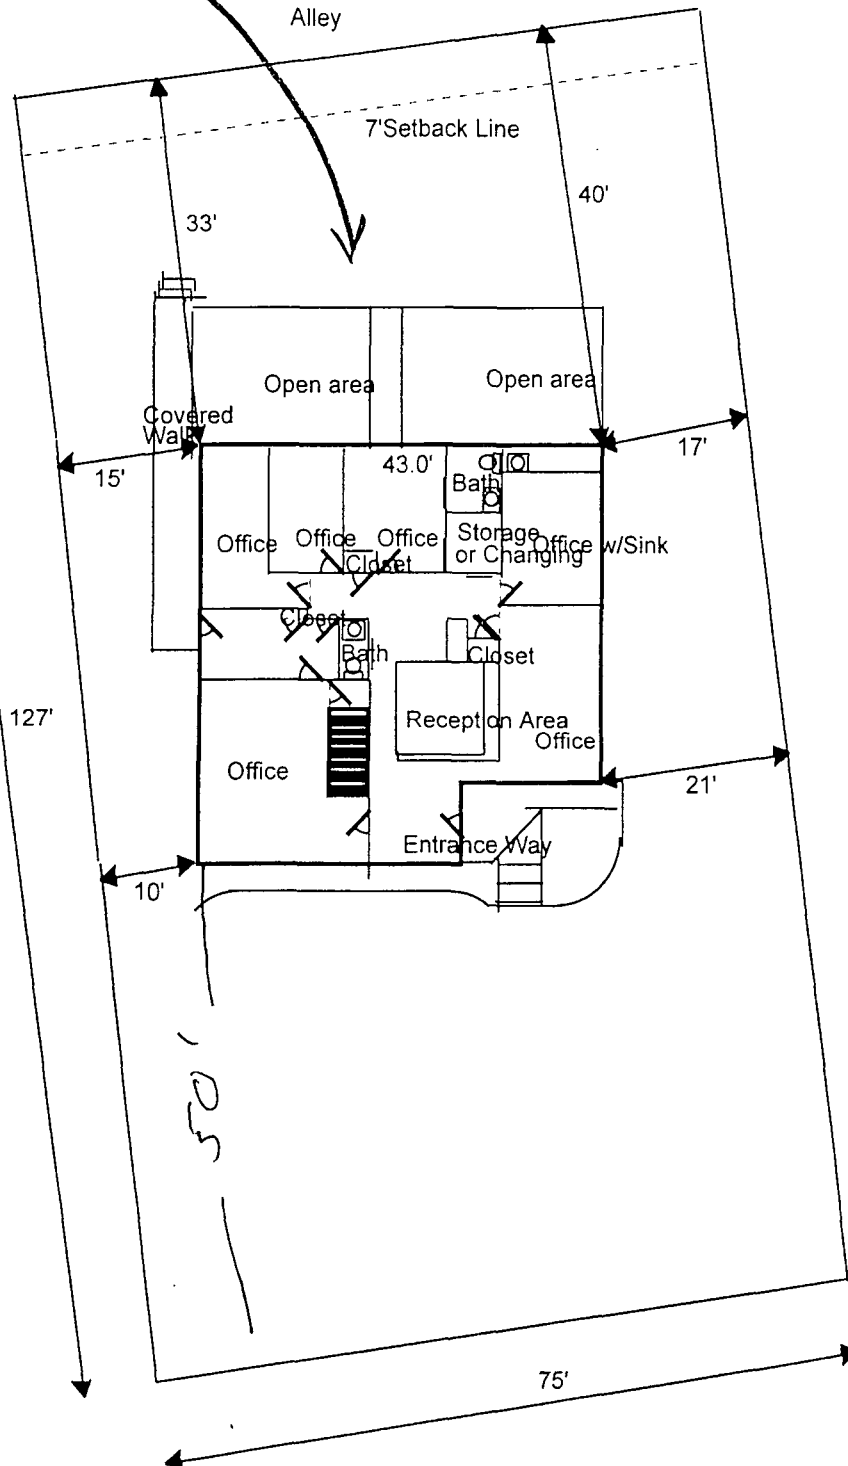 Alley
7'Setback Line
33'
40'
Open area
Open area
Covered
Walk
15'
17'
43.0'
Bath
Office
Office
Office
Storage
or Changing
Office w/Sink
Closet
Closet
Bath
Closet
127'
Reception Area
Office
Office
21'
Entrance Way
10'
50'
75'